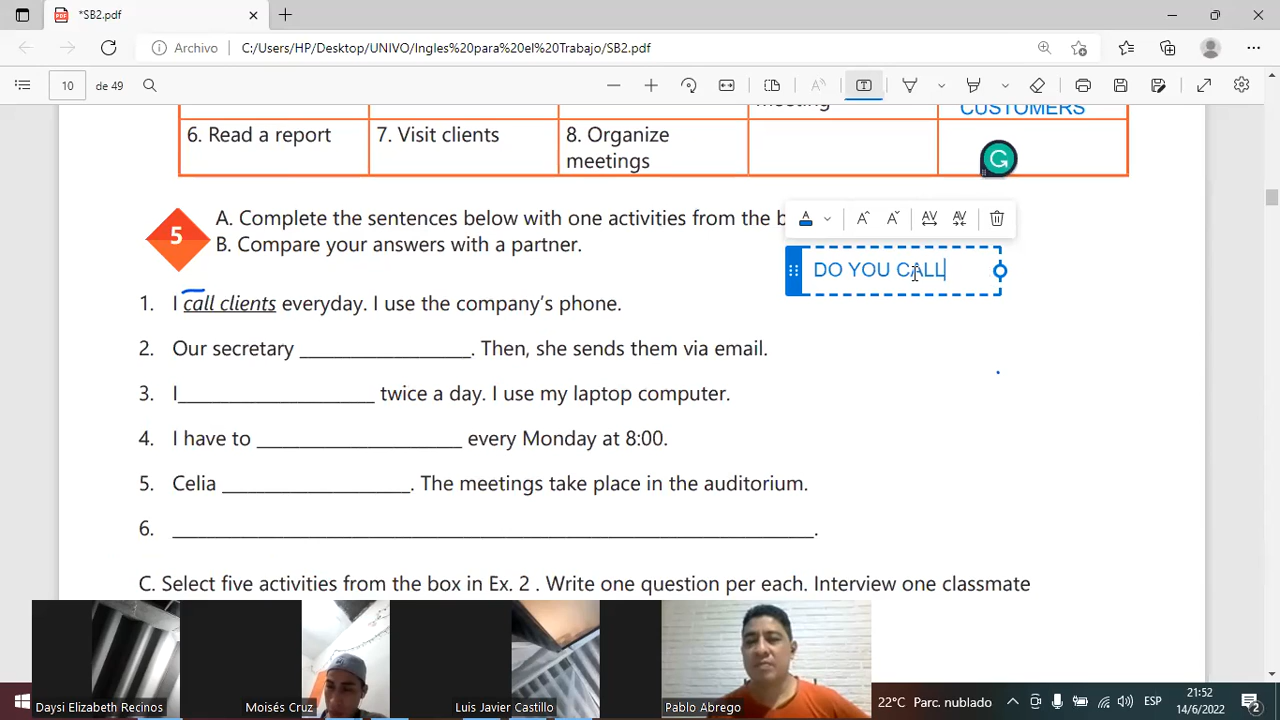 *SB2.pdf
Archivo
C:/Users/HP/Desktop/UNIVO/Ingles%20para%20el%20Trabajo/SB2.pdf
10 de 49
meeting
CUSTOMERS
6. Read a report
7. Visit clients
8. Organize
meetings
5
A. Complete the sentences below with one activities from the b
B. Compare your answers with a partner.
DO YOU CALL
1. I call clients everyday. I use the company's phone.
2. Our secretary _________________. Then, she sends them via email.
3. I___________________ twice a day. I use my laptop computer.
4. I have to ____________________ every Monday at 8:00.
5. Celia __________________. The meetings take place in the auditorium.
6. ______________________________________________________________.
C. Select five activities from the box in Ex. 2 . Write one question per each. Interview one classmate
Daysi Elizabeth Recinos
Moisés Cruz
Luis Javier Castillo
Pablo Abrego
22°C Parc. nublado
ESP
21:52
14/6/2022
2